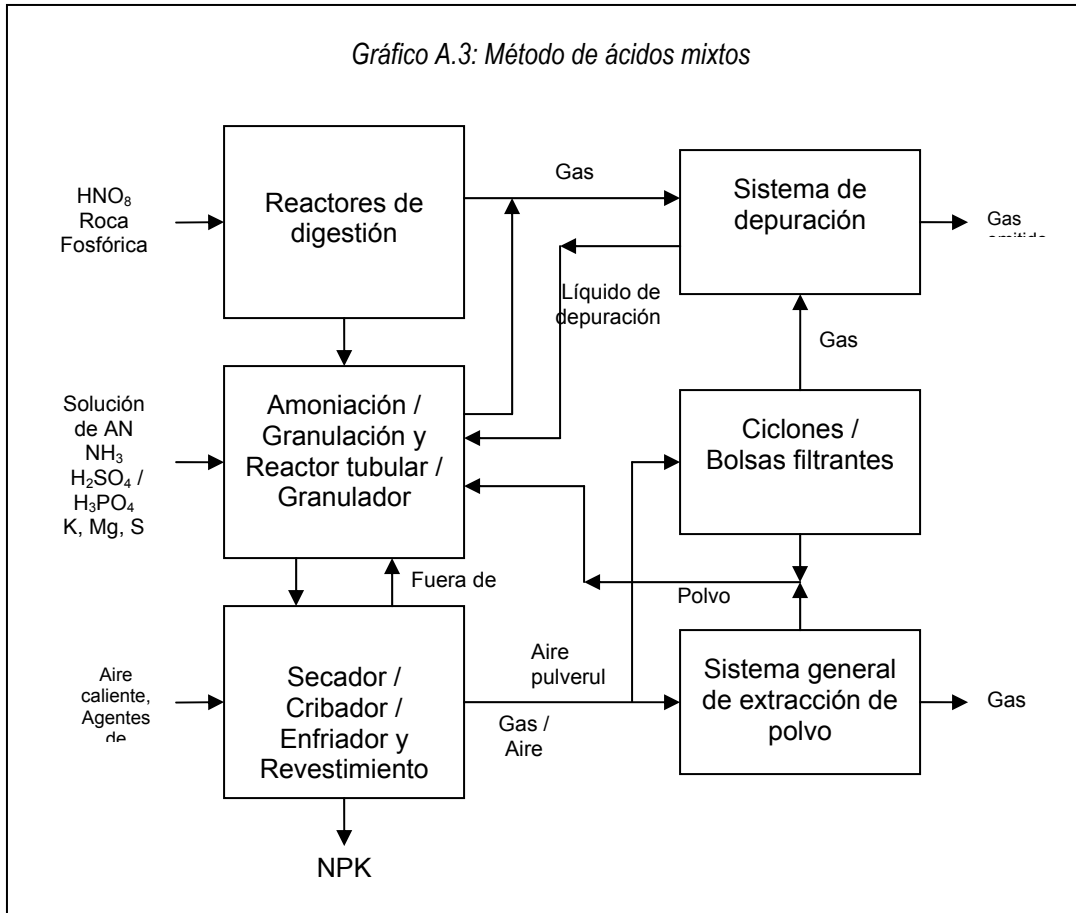 Gráfico A.3: Método de ácidos mixtos
HNO₈
Roca
Fosfórica
Reactores de
digestión
Gas
Sistema de
depuración
Gas
Líquido de
depuración
Gas
Solución
de AN
NH₃
H₂SO₄ /
H₃PO₄
K, Mg, S
Amoniación /
Granulación y
Reactor tubular /
Granulador
Ciclones /
Bolsas filtrantes
Fuera de
Polvo
Aire
caliente,
Agentes
de
Secador /
Cribador /
Enfriador y
Revestimiento
Aire
pulverul
Gas /
Aire
Sistema general
de extracción de
polvo
Gas
NPK